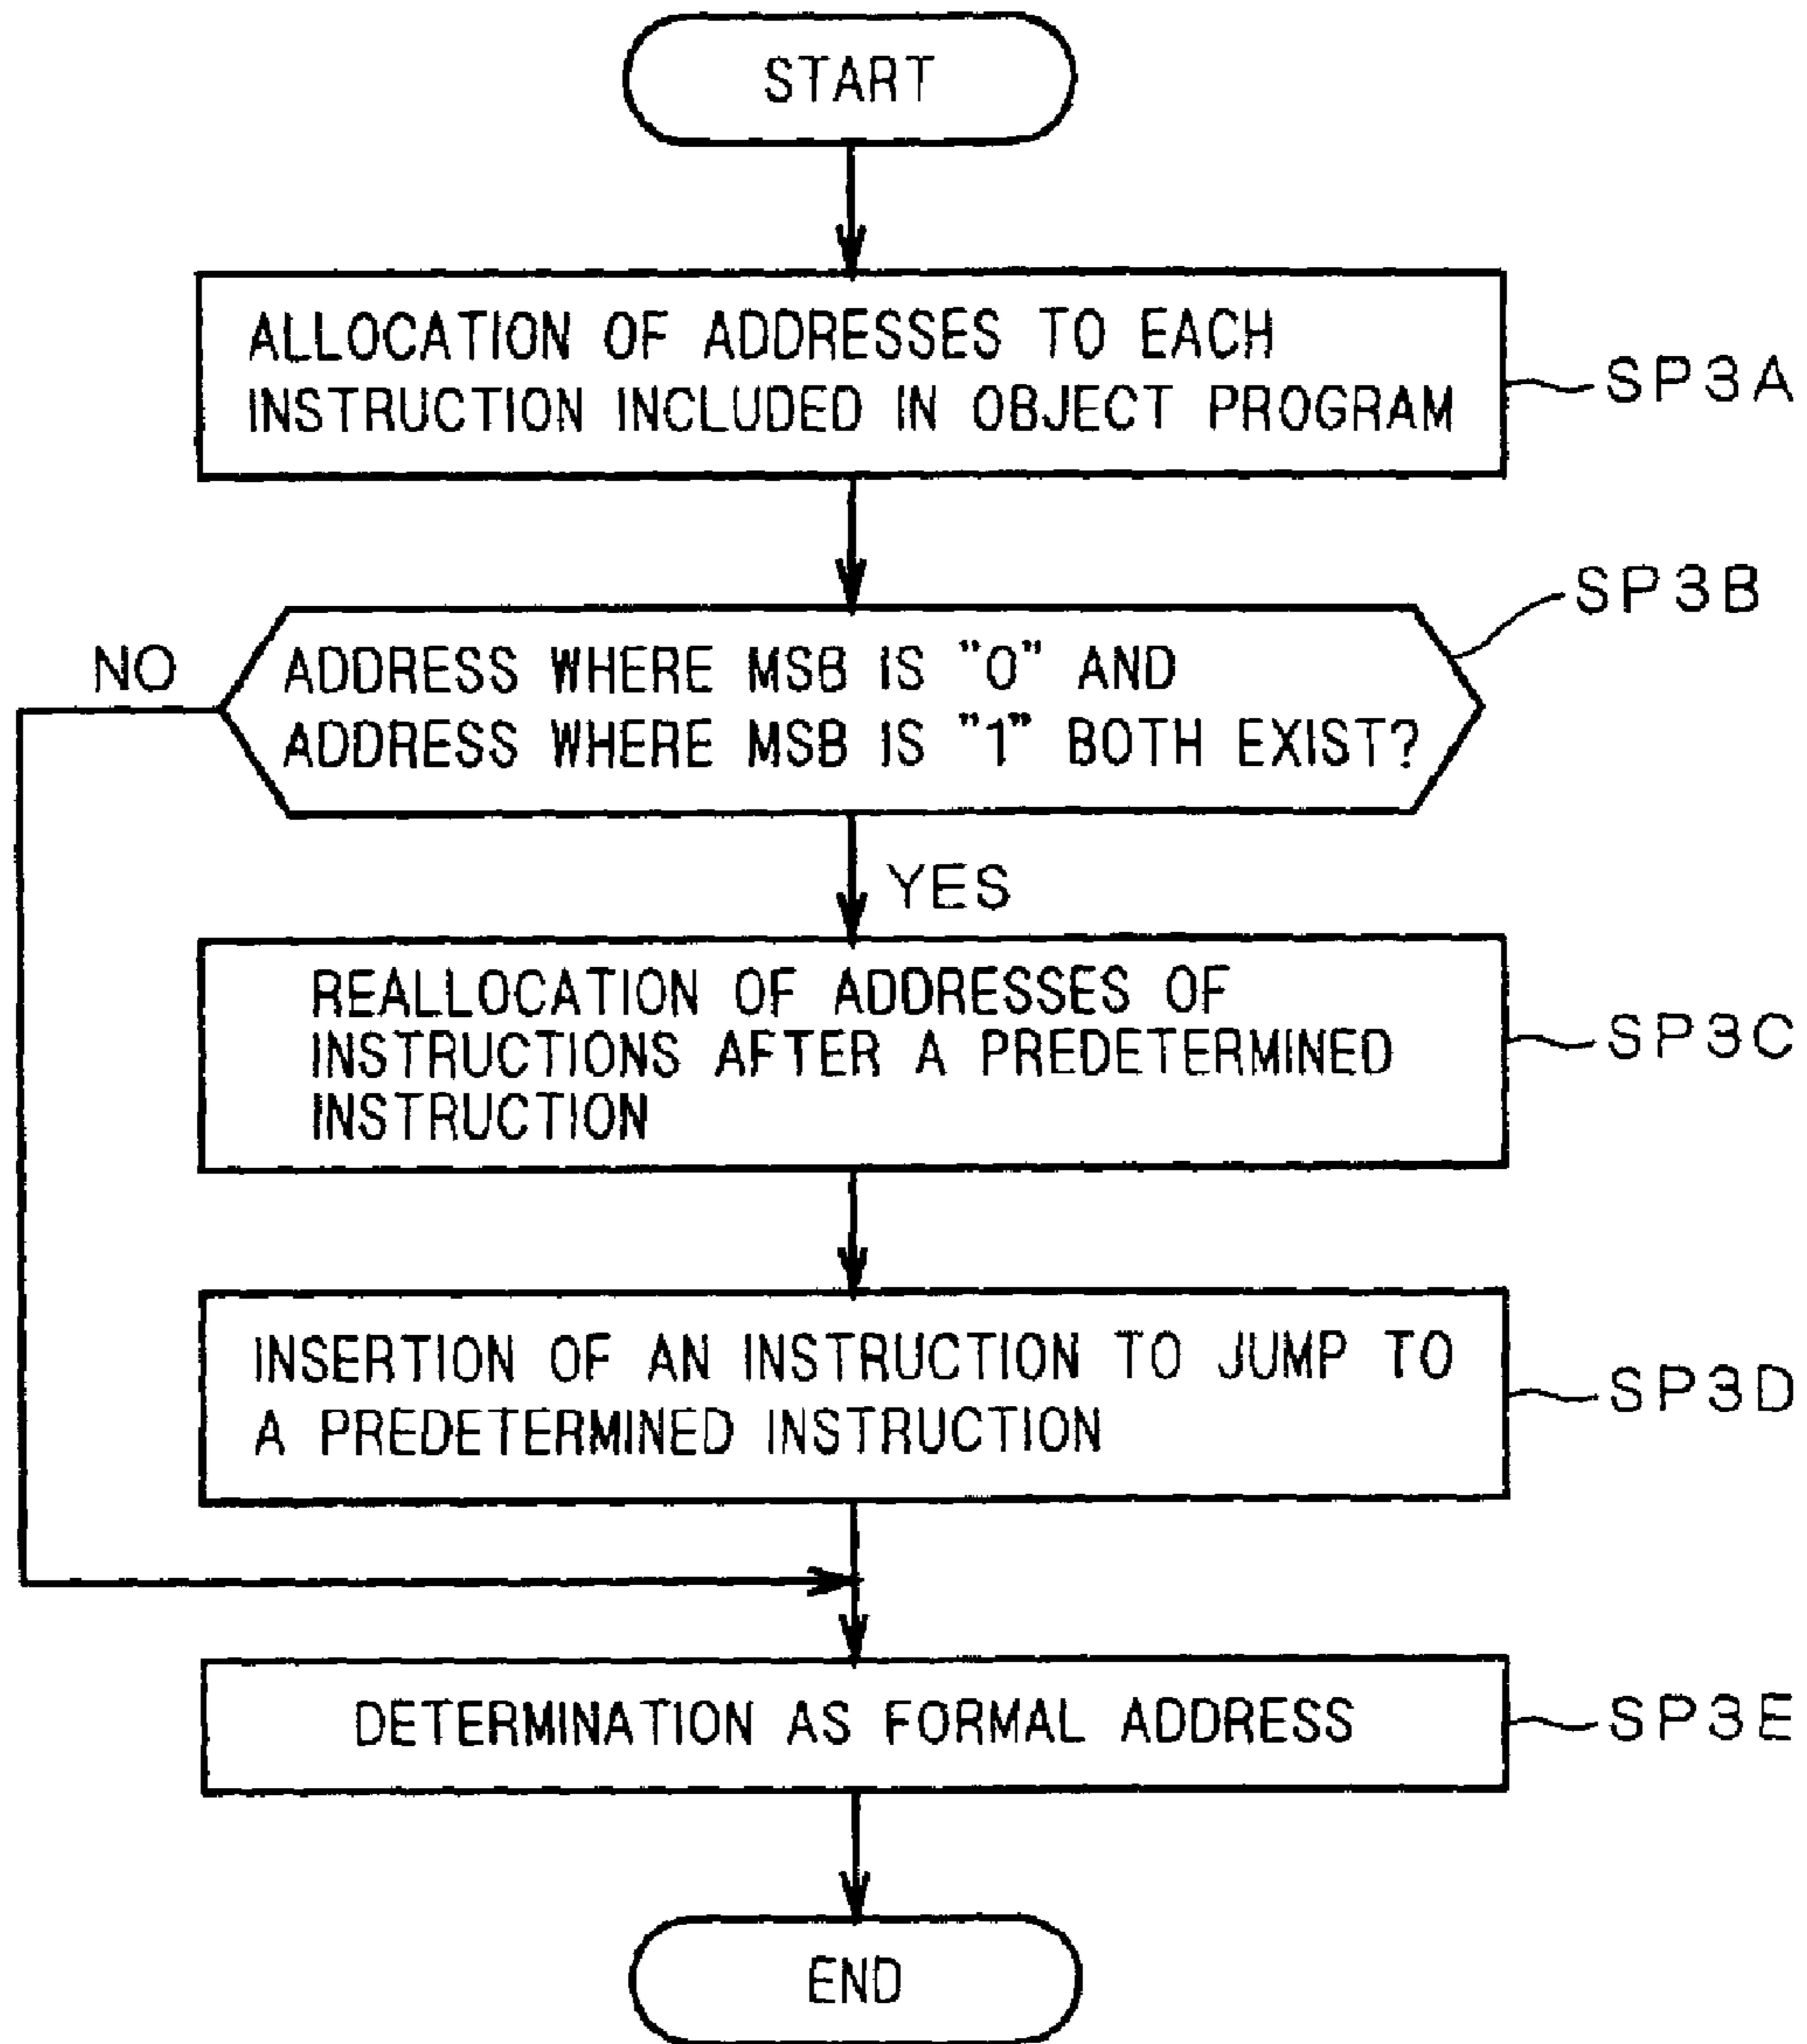 START
ALLOCATION OF ADDRESSES TO EACH
INSTRUCTION INCLUDED IN OBJECT PROGRAM
SP3A
SP3B
NO
ADDRESS WHERE MSB IS "0" AND
ADDRESS WHERE MSB IS "1" BOTH EXIST?
YES
REALLOCATION OF ADDRESSES OF
INSTRUCTIONS AFTER A PREDETERMINED
INSTRUCTION
SP3C
INSERTION OF AN INSTRUCTION TO JUMP TO
A PREDETERMINED INSTRUCTION
SP3D
DETERMINATION AS FORMAL ADDRESS
SP3E
END